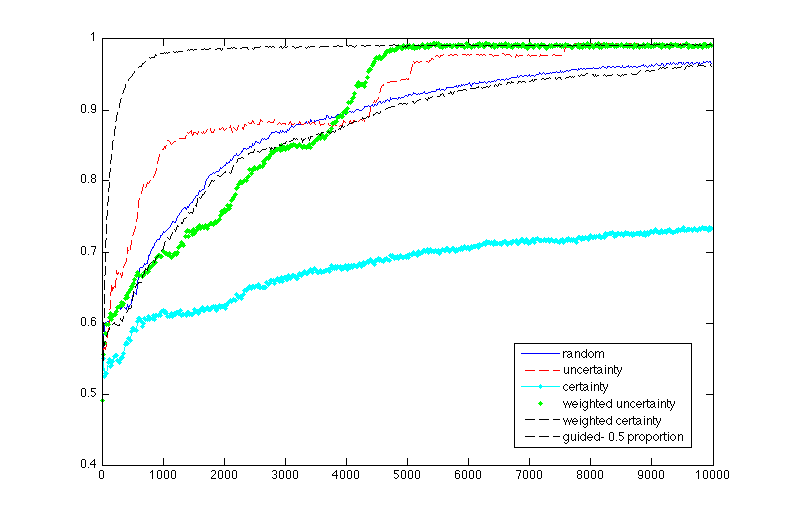 1
0.9
0.8
0.7
0.6
0.5
0.4
0 1000 2000 3000 4000 5000 6000 7000 8000 9000 10000
random
uncertainty
certainty
weighted uncertainty
weighted certainty
guided- 0.5 proportion